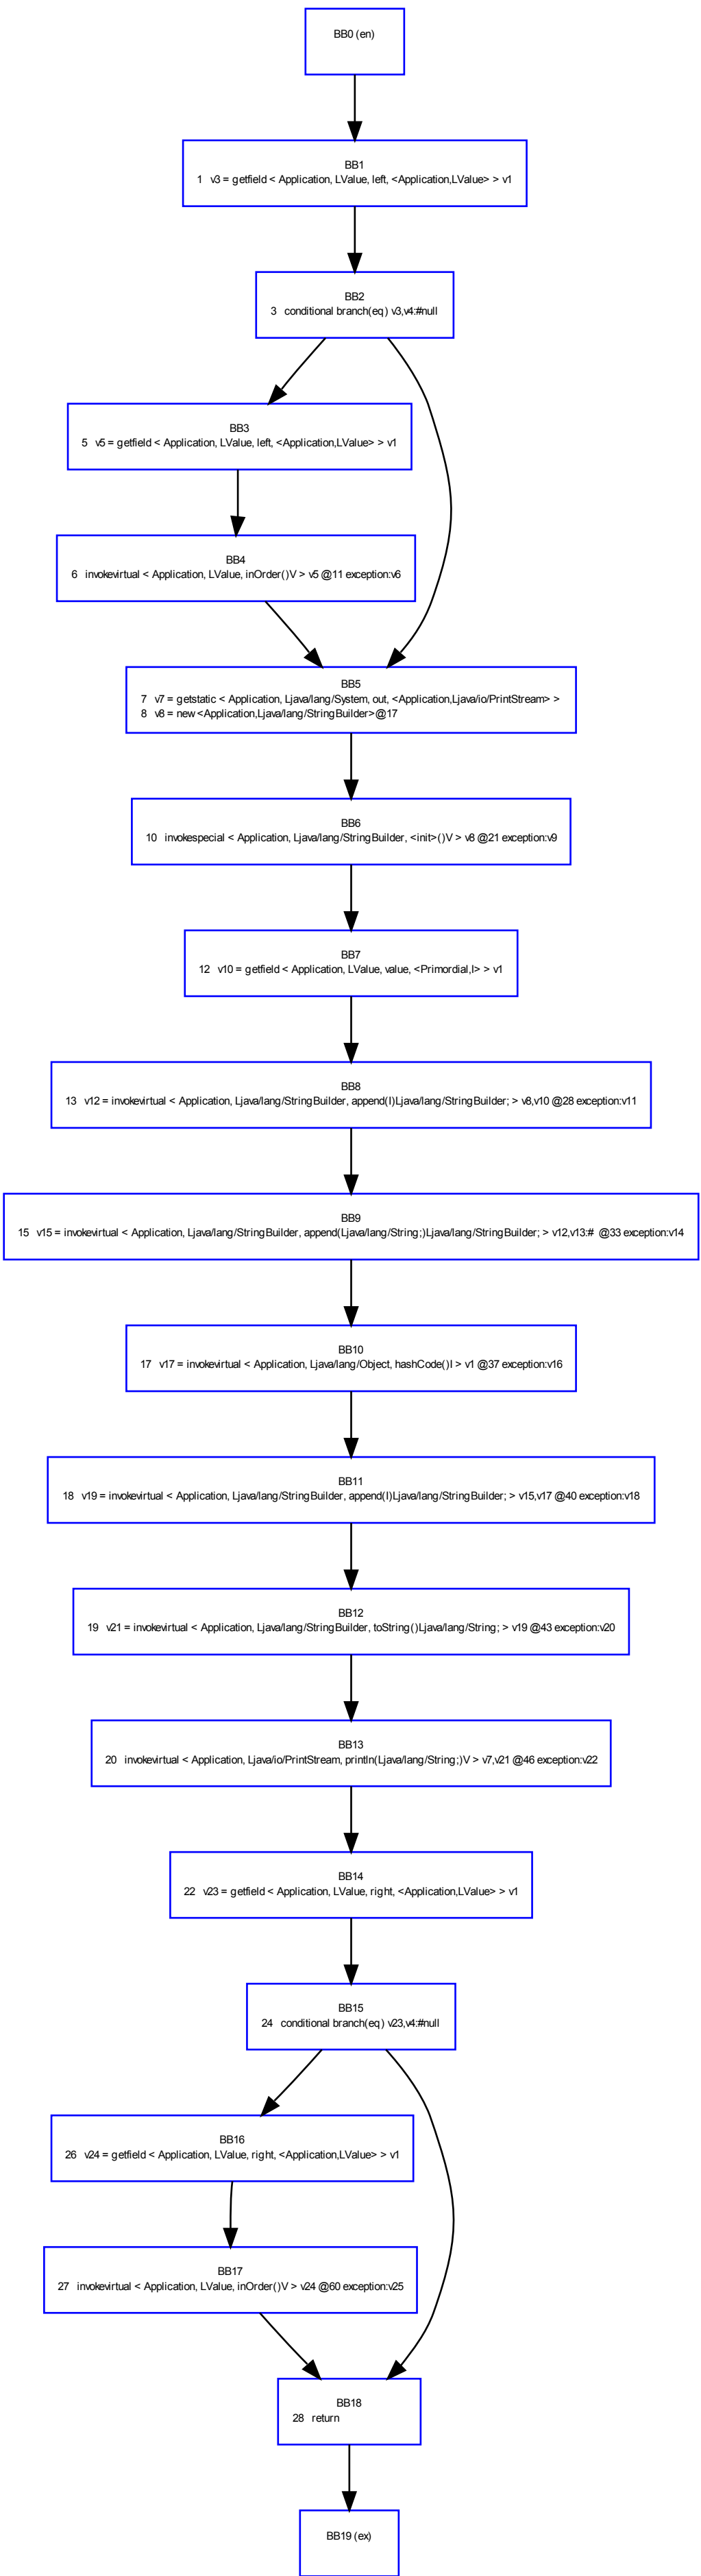 BB0 (en)
BB1
1 v3 = getfield < Application, LValue, left, <Application,LValue> > v1
BB2
3 conditional branch(eq) v3,v4:#null
BB3
5 v5 = getfield < Application, LValue, left, <Application,LValue> > v1
BB4
6 invokevirtual < Application, LValue, inOrder()V > v5 @11 exception:v6
BB5
7 v7 = getstatic < Application, Ljava/lang/System, out, <Application,Ljava/io/PrintStream> >
8 v8 = new <Application,Ljava/lang/StringBuilder>@17
BB6
10 invokespecial < Application, Ljava/lang/StringBuilder, <init>()V > v8 @21 exception:v9
BB7
12 v10 = getfield < Application, LValue, value, <Primordial,I> > v1
BB8
13 v12 = invokevirtual < Application, Ljava/lang/StringBuilder, append(I)Ljava/lang/StringBuilder; > v8,v10 @28 exception:v11
BB9
15 v15 = invokevirtual < Application, Ljava/lang/StringBuilder, append(Ljava/lang/String;)Ljava/lang/StringBuilder; > v12,v13:# @33 exception:v14
BB10
17 v17 = invokevirtual < Application, Ljava/lang/Object, hashCode()I > v1 @37 exception:v16
BB11
18 v19 = invokevirtual < Application, Ljava/lang/StringBuilder, append(I)Ljava/lang/StringBuilder; > v15,v17 @40 exception:v18
BB12
19 v21 = invokevirtual < Application, Ljava/lang/StringBuilder, toString()Ljava/lang/String; > v19 @43 exception:v20
BB13
20 invokevirtual < Application, Ljava/io/PrintStream, println(Ljava/lang/String;)V > v7,v21 @46 exception:v22
BB14
22 v23 = getfield < Application, LValue, right, <Application,LValue> > v1
BB15
24 conditional branch(eq) v23,v4:#null
BB16
26 v24 = getfield < Application, LValue, right, <Application,LValue> > v1
BB17
27 invokevirtual < Application, LValue, inOrder()V > v24 @60 exception:v25
BB18
28 return
BB19 (ex)